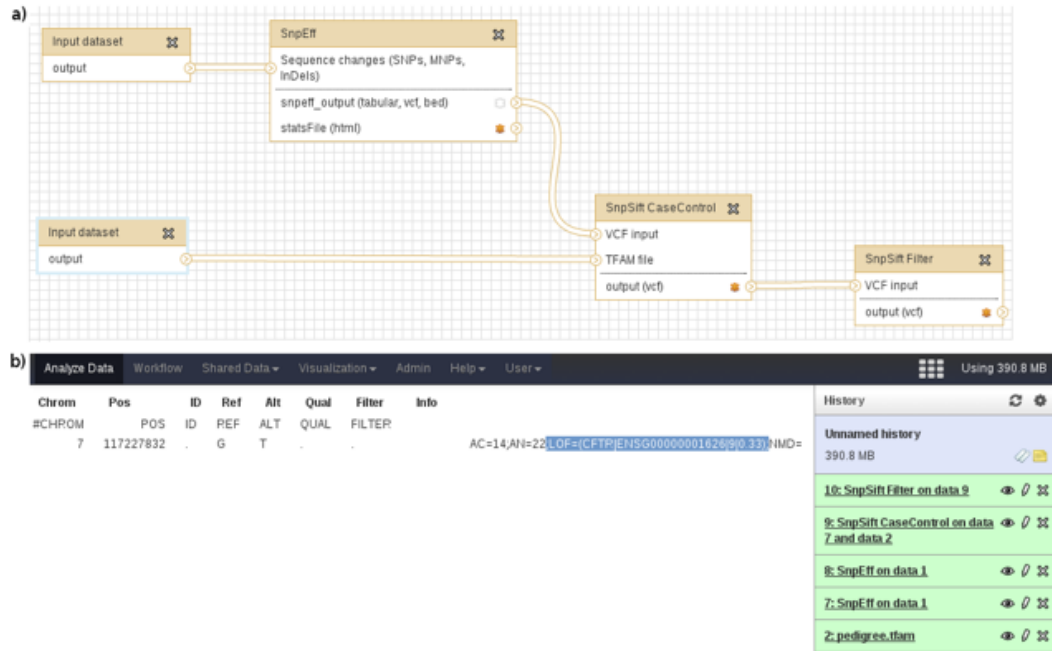 a)
Input dataset
output
SnpEff
Sequence changes (SNPs, MNPs,
InDels)
snpeff_output (tabular, vcf, bed)
statsFile (html)
Input dataset
output
SnpSift CaseControl
VCF input
TFAM file
output (vcf)
SnpSift Filter
VCF input
output (vcf)
b)
Analyze Data Workflow Shared Data Visualization Admin Help User Using 390.8 MB
Chrom Pos ID Ref Alt Qual Filter Info
#CHROM POS ID REF ALT QUAL FILTER
7 117227832 . G T . . AC=14;AN=22;LOF=(CFTR|ENSG00000001626|9|0.33);NMD=
History
Unnamed history
390.8 MB
10: SnpSift Filter on data 9
9: SnpSift CaseControl on data
7 and data 2
8: SnpEff on data 1
7: SnpEff on data 1
2: pedigree.tfam